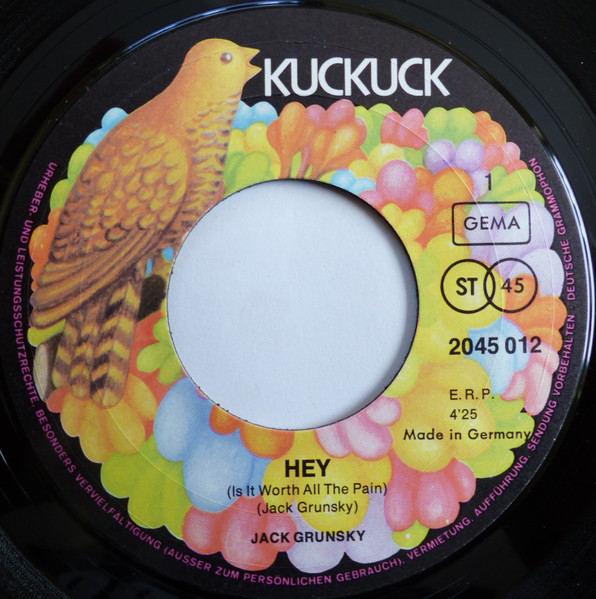 KUCKUCK
1
GEMA
ST 45
2045 012
E.R.P.
4'25
Made in Germany
HEY
(Is It Worth All The Pain)
(Jack Grunsky)
JACK GRUNSKY
URHEBER- UND LEISTUNGSSCHUTZRECHTE, BESONDERS VERVIELFÄLTIGUNG (AUSSER ZUM PERSÖNLICHEN GEBRAUCH), VERMIETUNG, AUFFÜHRUNG, SENDUNG VORBEHALTEN · DEUTSCHE GRAMMOPHON